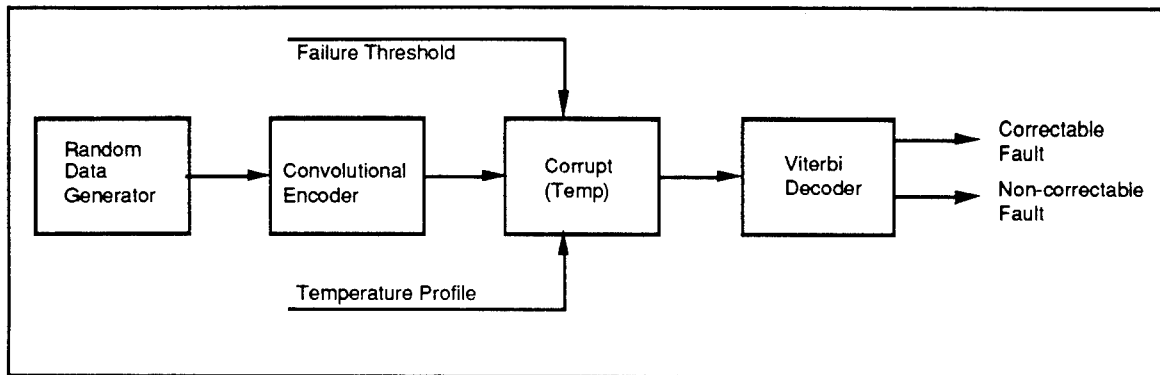 Failure Threshold
Random
Data
Generator
Convolutional
Encoder
Corrupt
(Temp)
Viterbi
Decoder
Correctable
Fault
Non-correctable
Fault
Temperature Profile